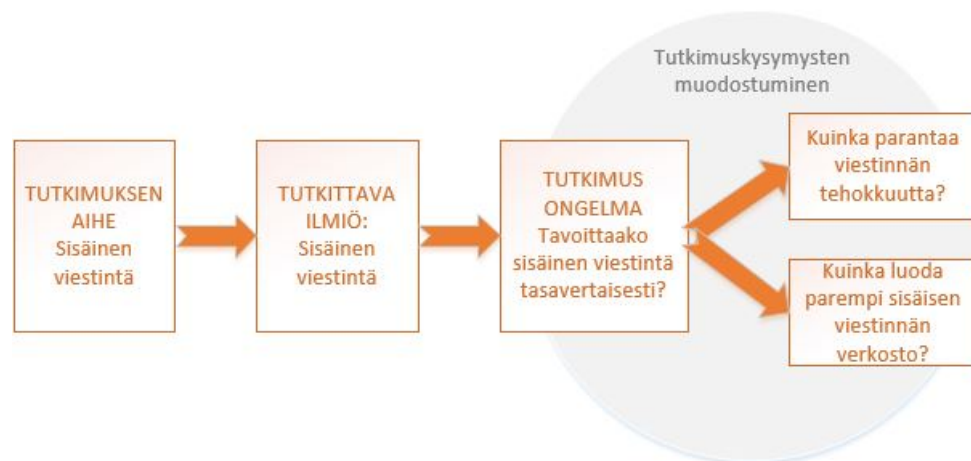 Tutkimuskysymysten
muodostuminen
TUTKIMUKSEN
AIHE
Sisäinen
viestintä
TUTKITTAVA
ILMIÖ:
Sisäinen
viestintä
TUTKIMUS
ONGELMA
Tavoittaako
sisäinen viestintä
tasavertaisesti?
Kuinka parantaa
viestinnän
tehokkuutta?
Kuinka luoda
parempi sisäisen
viestinnän
verkosto?